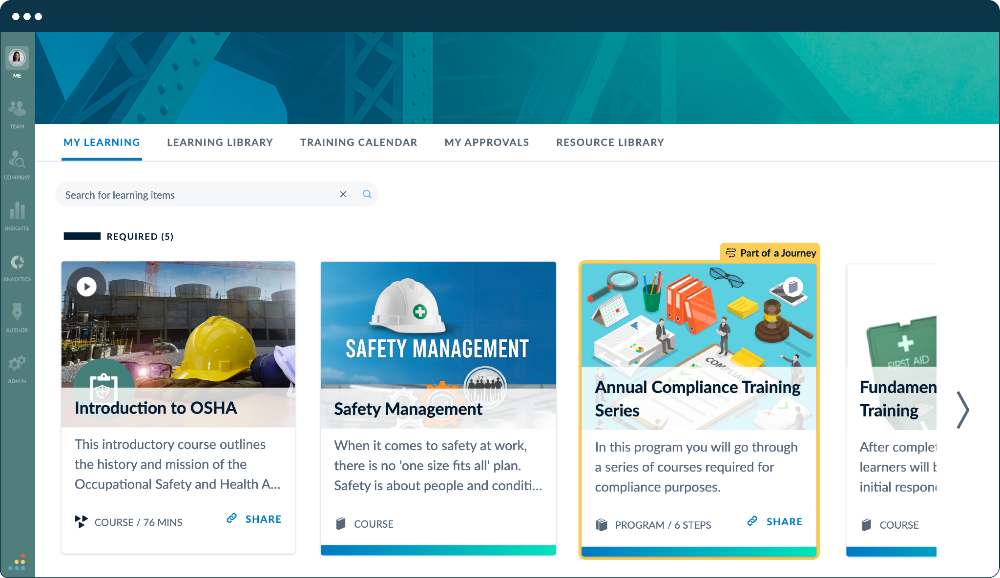 ME
TEAM
COMPANY
INSIGHTS
ANALYTICS
AUTHOR
ADMIN
MY LEARNING LEARNING LIBRARY TRAINING CALENDAR MY APPROVALS RESOURCE LIBRARY
Search for learning items
REQUIRED (5)
Introduction to OSHA
This introductory course outlines
the history and mission of the
Occupational Safety and Health A...
COURSE / 76 MINS SHARE
SAFETY MANAGEMENT
Safety Management
When it comes to safety at work,
there is no 'one size fits all' plan.
Safety is about people and conditi...
COURSE
Part of a Journey
COMPLIANCE
Annual Compliance Training
Series
In this program you will go through
a series of courses required for
compliance purposes.
PROGRAM / 6 STEPS SHARE
FIRST AID
Fundamen
Training
After complet
learners will b
initial respon
COURSE